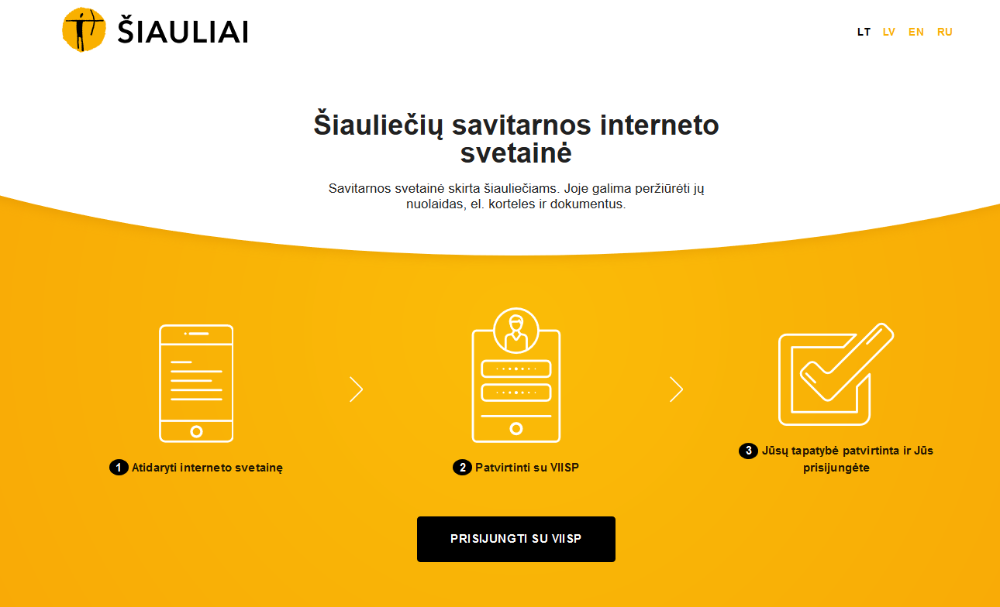 ŠIAULIAI
LT LV EN RU
Šiauliečių savitarnos interneto
svetainė
Savitarnos svetainė skirta šiauliečiams. Joje galima peržiūrėti jų
nuolaidas, el. korteles ir dokumentus.
1 Atidaryti interneto svetainę
2 Patvirtinti su VIISP
3 Jūsų tapatybė patvirtinta ir Jūs
prisijungėte
PRISIJUNGTI SU VIISP